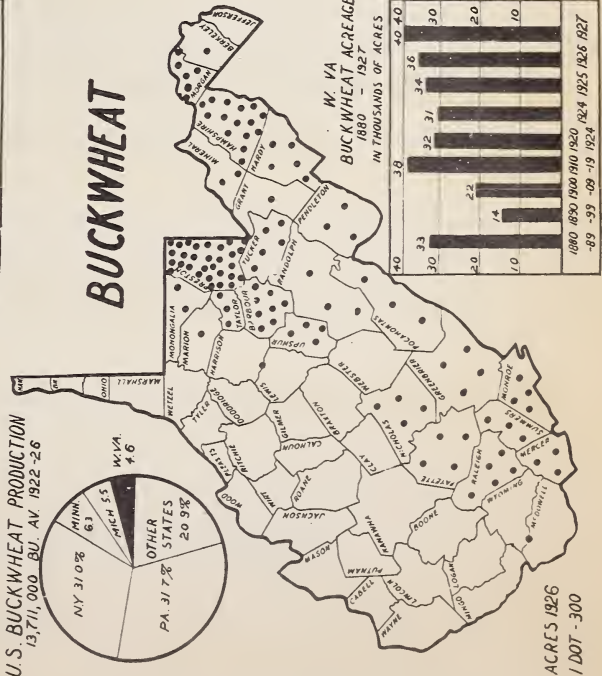 BUCKWHEAT
U.S. BUCKWHEAT PRODUCTION
13,711,000 BU. AV. 1922-26
NY 31 0%
MINN.
6.3
MICH 5.5
W.VA.
4.6
OTHER
STATES
20 9%
PA. 31 7%
HAN.
BR.
OHIO
MARSHALL
WETZEL
MONONGALIA
MARION
PRESTON
TYLER
PLEASTS
DODDRIDGE
HARRISON
TAYLOR
BARBOUR
TUCKER
WOOD
RITCHIE
WIRT
GILMER
LEWIS
UPSHUR
RANDOLPH
CALHOUN
ROANE
JACKSON
MASON
BRAXTON
WEBSTER
CLAY
NICHOLAS
POCAHONTAS
GREENBRIER
PUTNAM
KANAWHA
CABELL
WAYNE
LINCOLN
BOONE
LOGAN
MINGO
FAYETTE
RALEIGH
WYOMING
MCDOWELL
MERCER
SUMMERS
MONROE
MINERAL
HAMPSHIRE
GRANT
HARDY
PENDLETON
MORGAN
BERKELEY
JEFFERSON
W. VA
BUCKWHEAT ACREAGE
1880 - 1927
IN THOUSANDS OF ACRES
40
30
20
10
33
14
22
38
32
31
34
36
40
40
30
20
10
1880 1890 1900 1910 1920 1924 1925 1926 1927
-89 -99 -09 -19 1924
ACRES 1926
1 DOT - 300